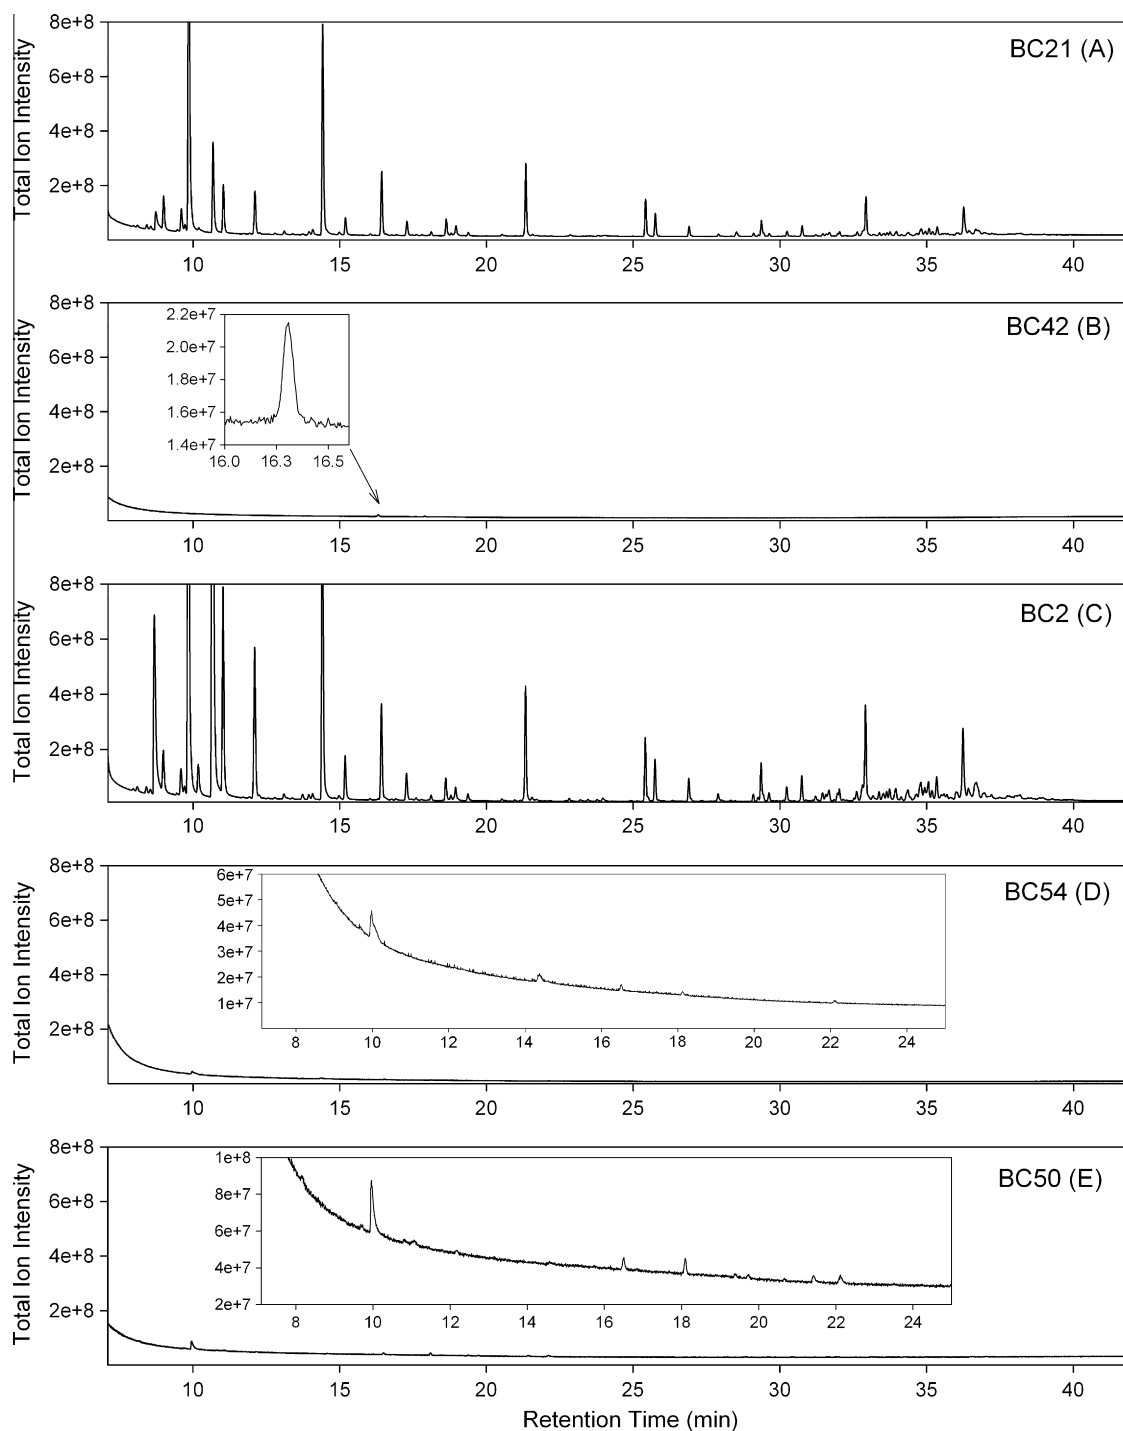 8e+8
6e+8
4e+8
2e+8
Total Ion Intensity
BC21 (A)
10 15 20 25 30 35 40
8e+8
6e+8
4e+8
2e+8
Total Ion Intensity
BC42 (B)
2.2e+7
2.0e+7
1.8e+7
1.6e+7
1.4e+7
16.0 16.3 16.5
10 15 20 25 30 35 40
8e+8
6e+8
4e+8
2e+8
Total Ion Intensity
BC2 (C)
10 15 20 25 30 35 40
8e+8
6e+8
4e+8
2e+8
Total Ion Intensity
BC54 (D)
6e+7
5e+7
4e+7
3e+7
2e+7
1e+7
8 10 12 14 16 18 20 22 24
10 15 20 25 30 35 40
8e+8
6e+8
4e+8
2e+8
Total Ion Intensity
BC50 (E)
1e+8
8e+7
6e+7
4e+7
2e+7
8 10 12 14 16 18 20 22 24
10 15 20 25 30 35 40
Retention Time (min)